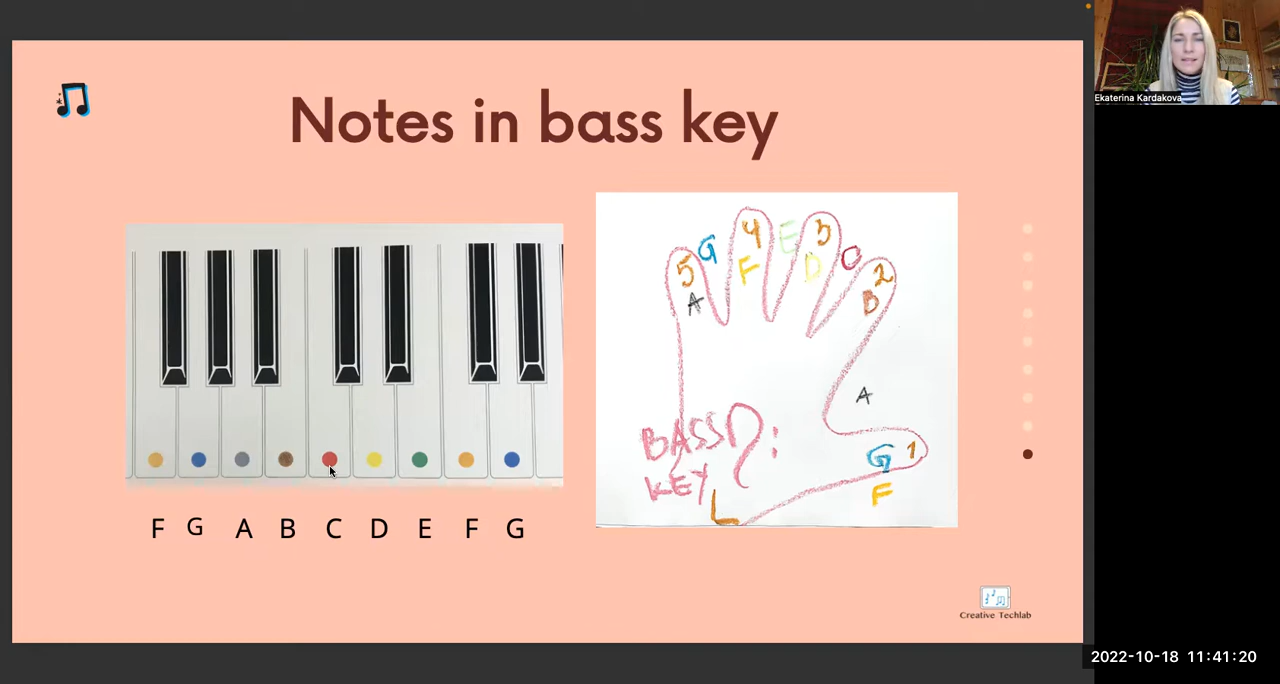 Ekaterina Kardakova
Notes in bass key
5 G 4 E 3 C 2
A F D B
A
BASS :
KEY
L
G 1
F
F G A B C D E F G
Creative Techlab
2022-10-18 11:41:20